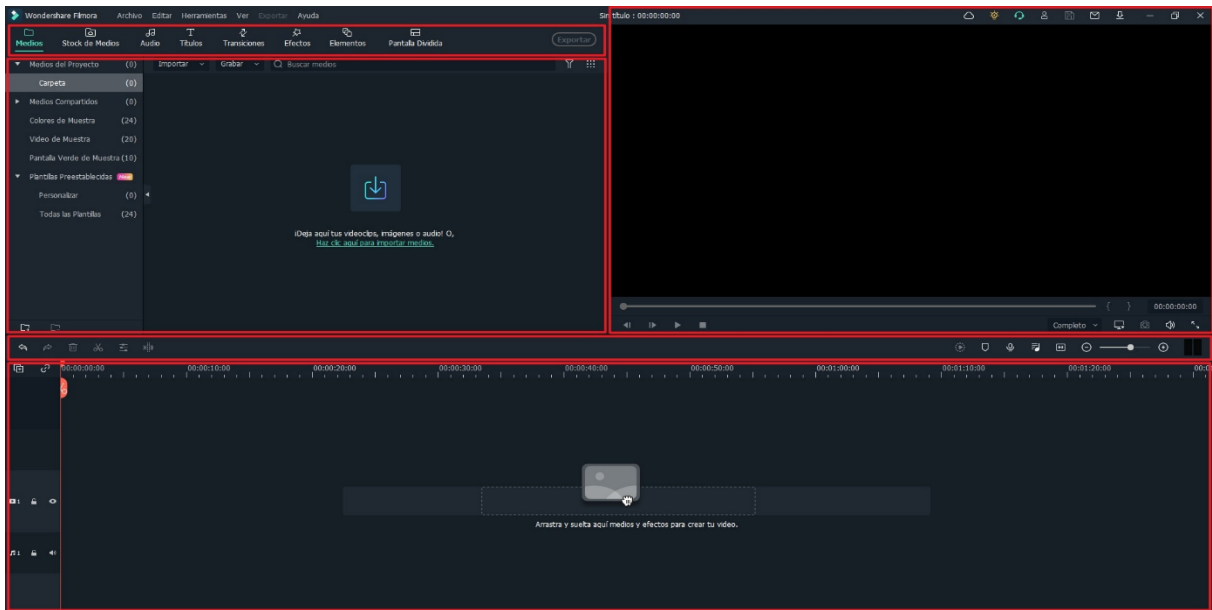 Wondershare Filmora Archivo Editar Herramientas Ver Exportar Ayuda Sin título : 00:00:00:00
Medios Stock de Medios Audio Títulos Transiciones Efectos Elementos Pantalla Dividida Exportar
Medios del Proyecto (0) Importar Grabar Buscar medios
Carpeta (0)
Medios Compartidos (0)
Colores de Muestra (24)
Video de Muestra (20)
Pantalla Verde de Muestra (10)
Plantillas Preestablecidas
Personalizar (0)
Todas las Plantillas (24)
¡Deja aquí tus videoclips, imágenes o audio! O,
Haz clic aquí para importar medios.
{ } 00:00:00:00
Completo
00:00:00:00 00:00:10:00 00:00:20:00 00:00:30:00 00:00:40:00 00:00:50:00 00:01:00:00 00:01:10:00 00:01:20:00 00:0
1
Arrastra y suelta aquí medios y efectos para crear tu video.
1